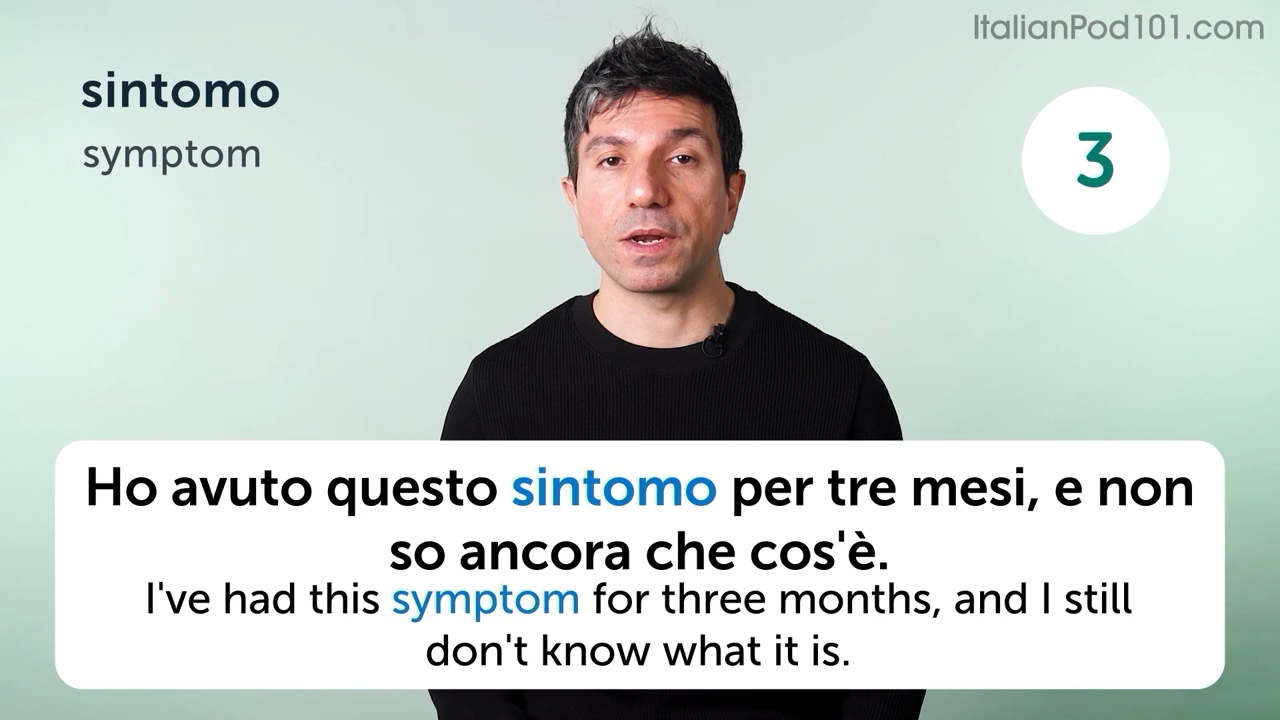 ItalianPod101.com
sintomo
symptom
3
Ho avuto questo sintomo per tre mesi, e non
so ancora che cos'è.
I've had this symptom for three months, and I still
don't know what it is.